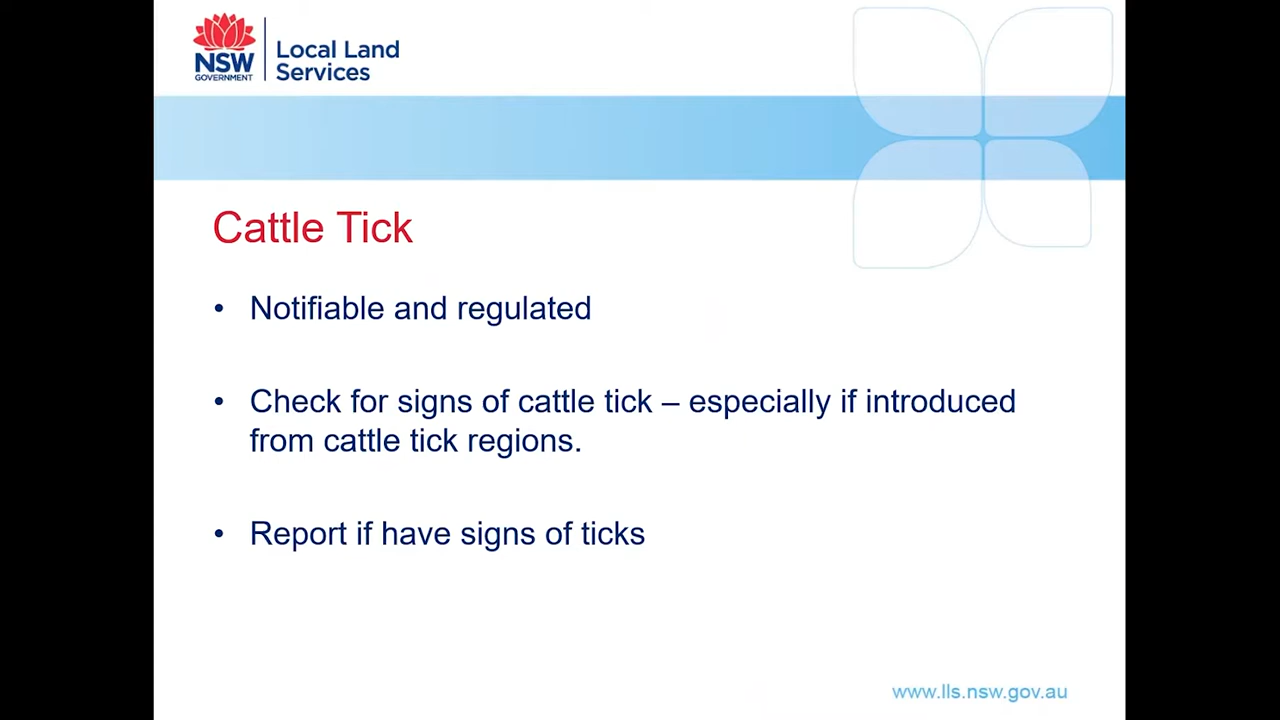 NSW
GOVERNMENT
Local Land
Services
Cattle Tick
• Notifiable and regulated
• Check for signs of cattle tick – especially if introduced
from cattle tick regions.
• Report if have signs of ticks
www.lls.nsw.gov.au